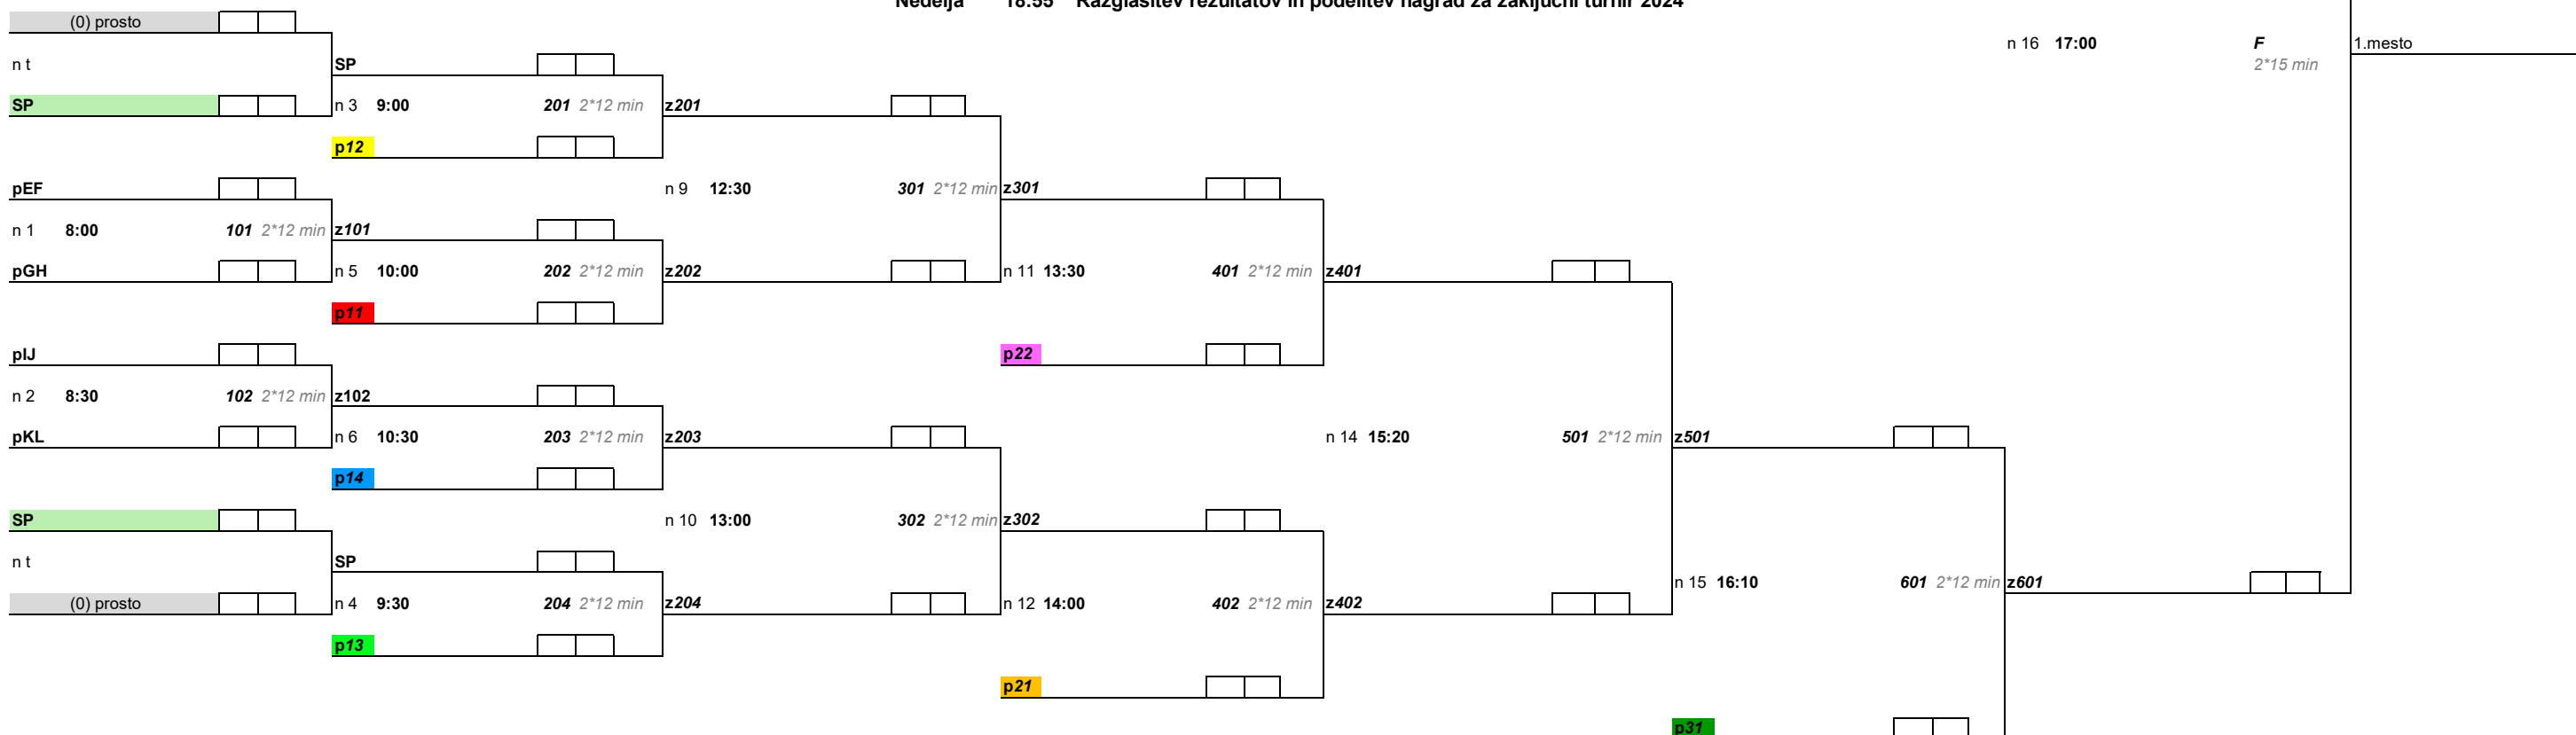 Nedelja 18:55 Razglasitev rezultatov in podelitev nagrad za zaključni turnir 2024
(0) prosto
n 16 17:00 F 1.mesto
n t SP 2*15 min
SP n 3 9:00 201 2*12 min z201
p12
pEF n 9 12:30 301 2*12 min z301
n 1 8:00 101 2*12 min z101
pGH n 5 10:00 202 2*12 min z202 n 11 13:30 401 2*12 min z401
p11
pIJ p22
n 2 8:30 102 2*12 min z102
pKL n 6 10:30 203 2*12 min z203 n 14 15:20 501 2*12 min z501
p14
SP n 10 13:00 302 2*12 min z302
n t SP
n 15 16:10 601 2*12 min z601
(0) prosto n 4 9:30 204 2*12 min z204 n 12 14:00 402 2*12 min z402
p13
p21
p31